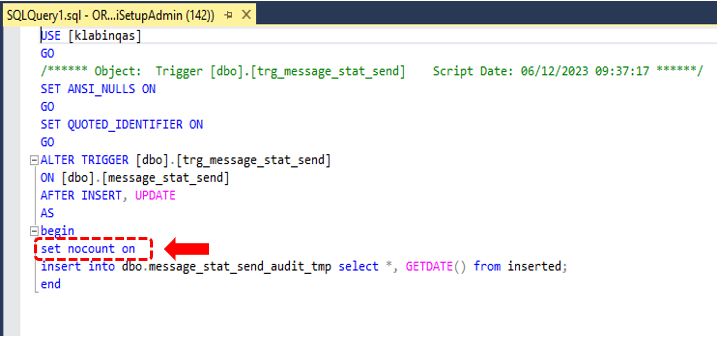 SQLQuery1.sql - OR...iSetupAdmin (142))
USE [klabinqas]
GO
/****** Object:  Trigger [dbo].[trg_message_stat_send]    Script Date: 06/12/2023 09:37:17 ******/
SET ANSI_NULLS ON
GO
SET QUOTED_IDENTIFIER ON
GO
ALTER TRIGGER [dbo].[trg_message_stat_send]
ON [dbo].[message_stat_send]
AFTER INSERT, UPDATE
AS
begin
set nocount on
insert into dbo.message_stat_send_audit_tmp select *, GETDATE() from inserted;
end